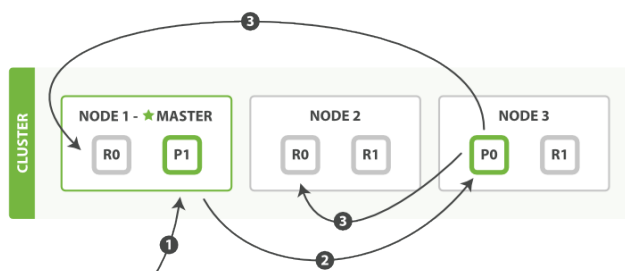 3
CLUSTER
NODE 1 - ★ MASTER
R0 P1
NODE 2
R0 R1
NODE 3
P0 R1
3
1
2